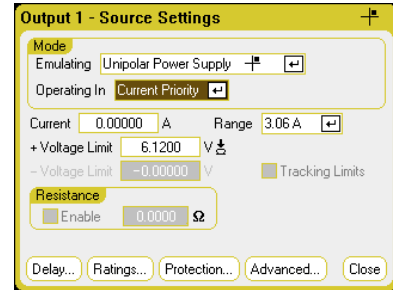 Output 1 - Source Settings
Mode
Emulating Unipolar Power Supply
Operating In Current Priority
Current 0.00000 A Range 3.06 A
+ Voltage Limit 6.1200 V
- Voltage Limit -0.00000 V Tracking Limits
Resistance
Enable 0.0000 Ω
Delay... Ratings... Protection... Advanced... Close